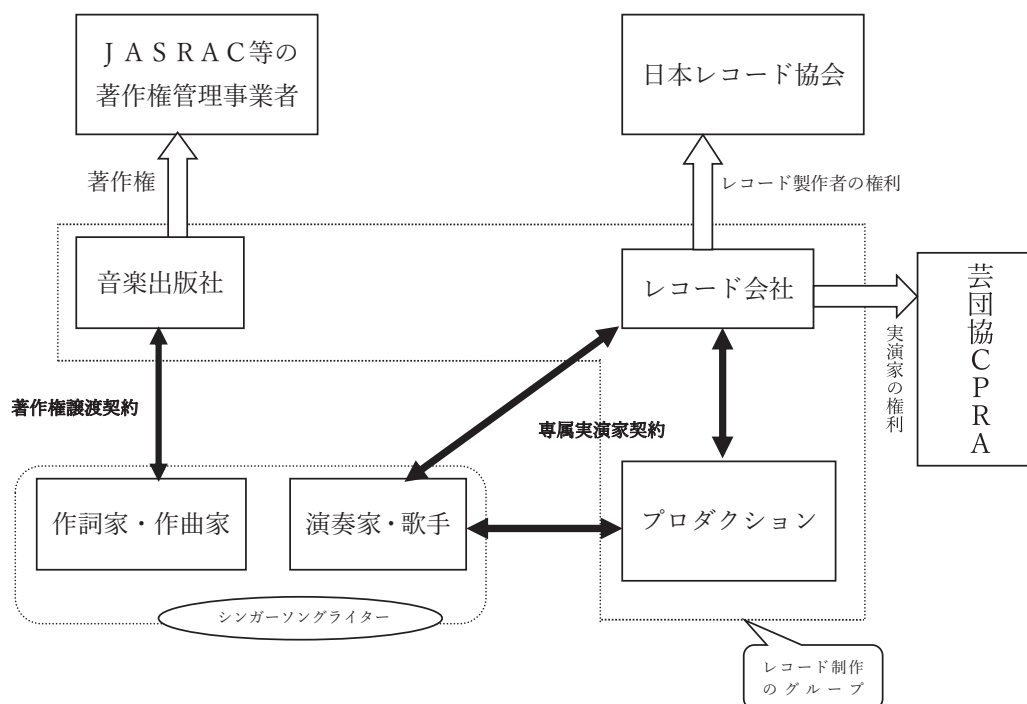 ＪＡＳＲＡＣ等の
著作権管理事業者
日本レコード協会
著作権
レコード製作者の権利
音楽出版社
レコード会社
芸団協ＣＰＲＡ
実演家の権利
著作権譲渡契約
専属実演家契約
作詞家・作曲家
演奏家・歌手
プロダクション
シンガーソングライター
レコード制作
のグループ